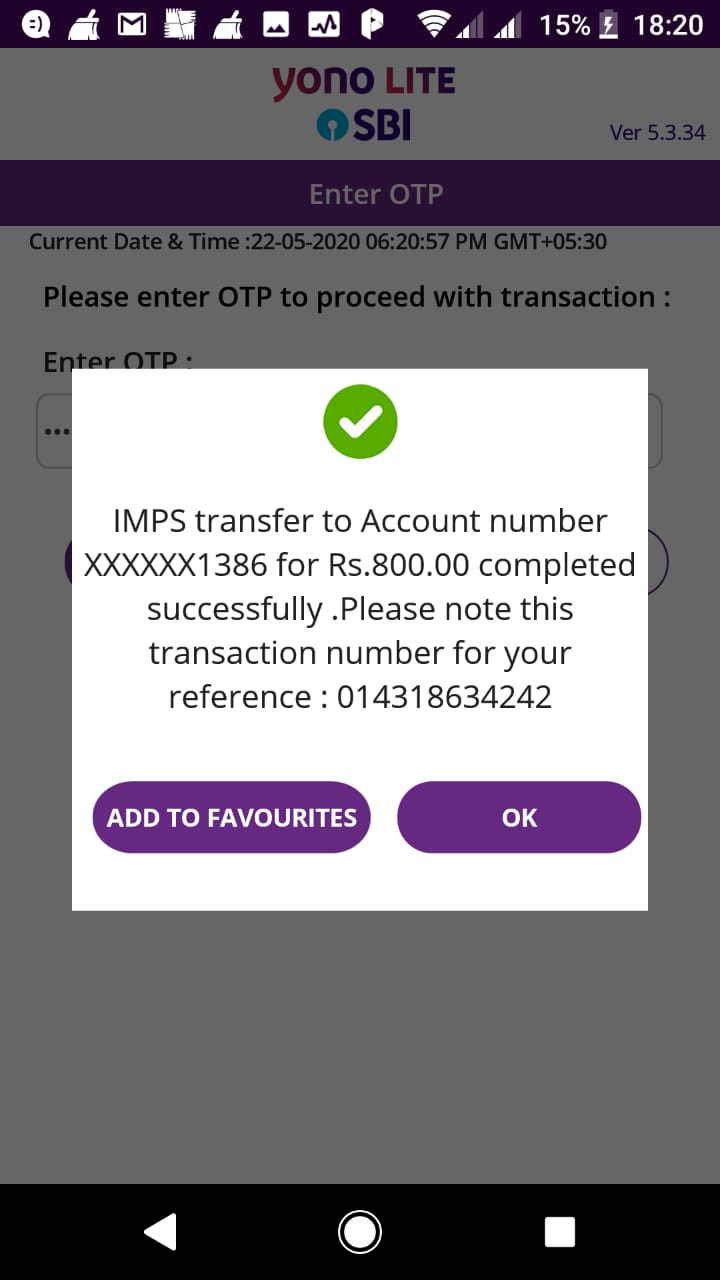 15% 18:20
yono LITE
SBI
Ver 5.3.34
Enter OTP
Current Date & Time :22-05-2020 06:20:57 PM GMT+05:30
Please enter OTP to proceed with transaction :
Enter OTP :
IMPS transfer to Account number
XXXXXX1386 for Rs.800.00 completed
successfully .Please note this
transaction number for your
reference : 014318634242
ADD TO FAVOURITES OK